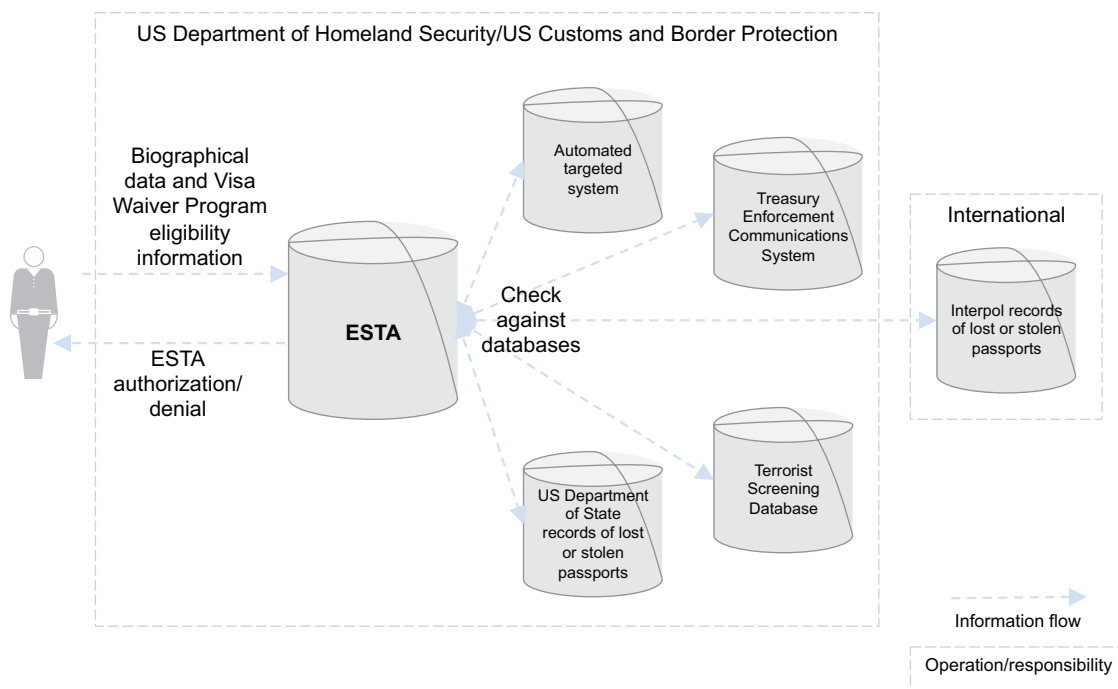 US Department of Homeland Security/US Customs and Border Protection
Biographical
data and Visa
Waiver Program
eligibility
information
ESTA
authorization/
denial
ESTA
Check
against
databases
Automated
targeted
system
Treasury
Enforcement
Communications
System
US Department
of State
records of lost
or stolen
passports
Terrorist
Screening
Database
International
Interpol records
of lost or stolen
passports
Information flow
Operation/responsibility